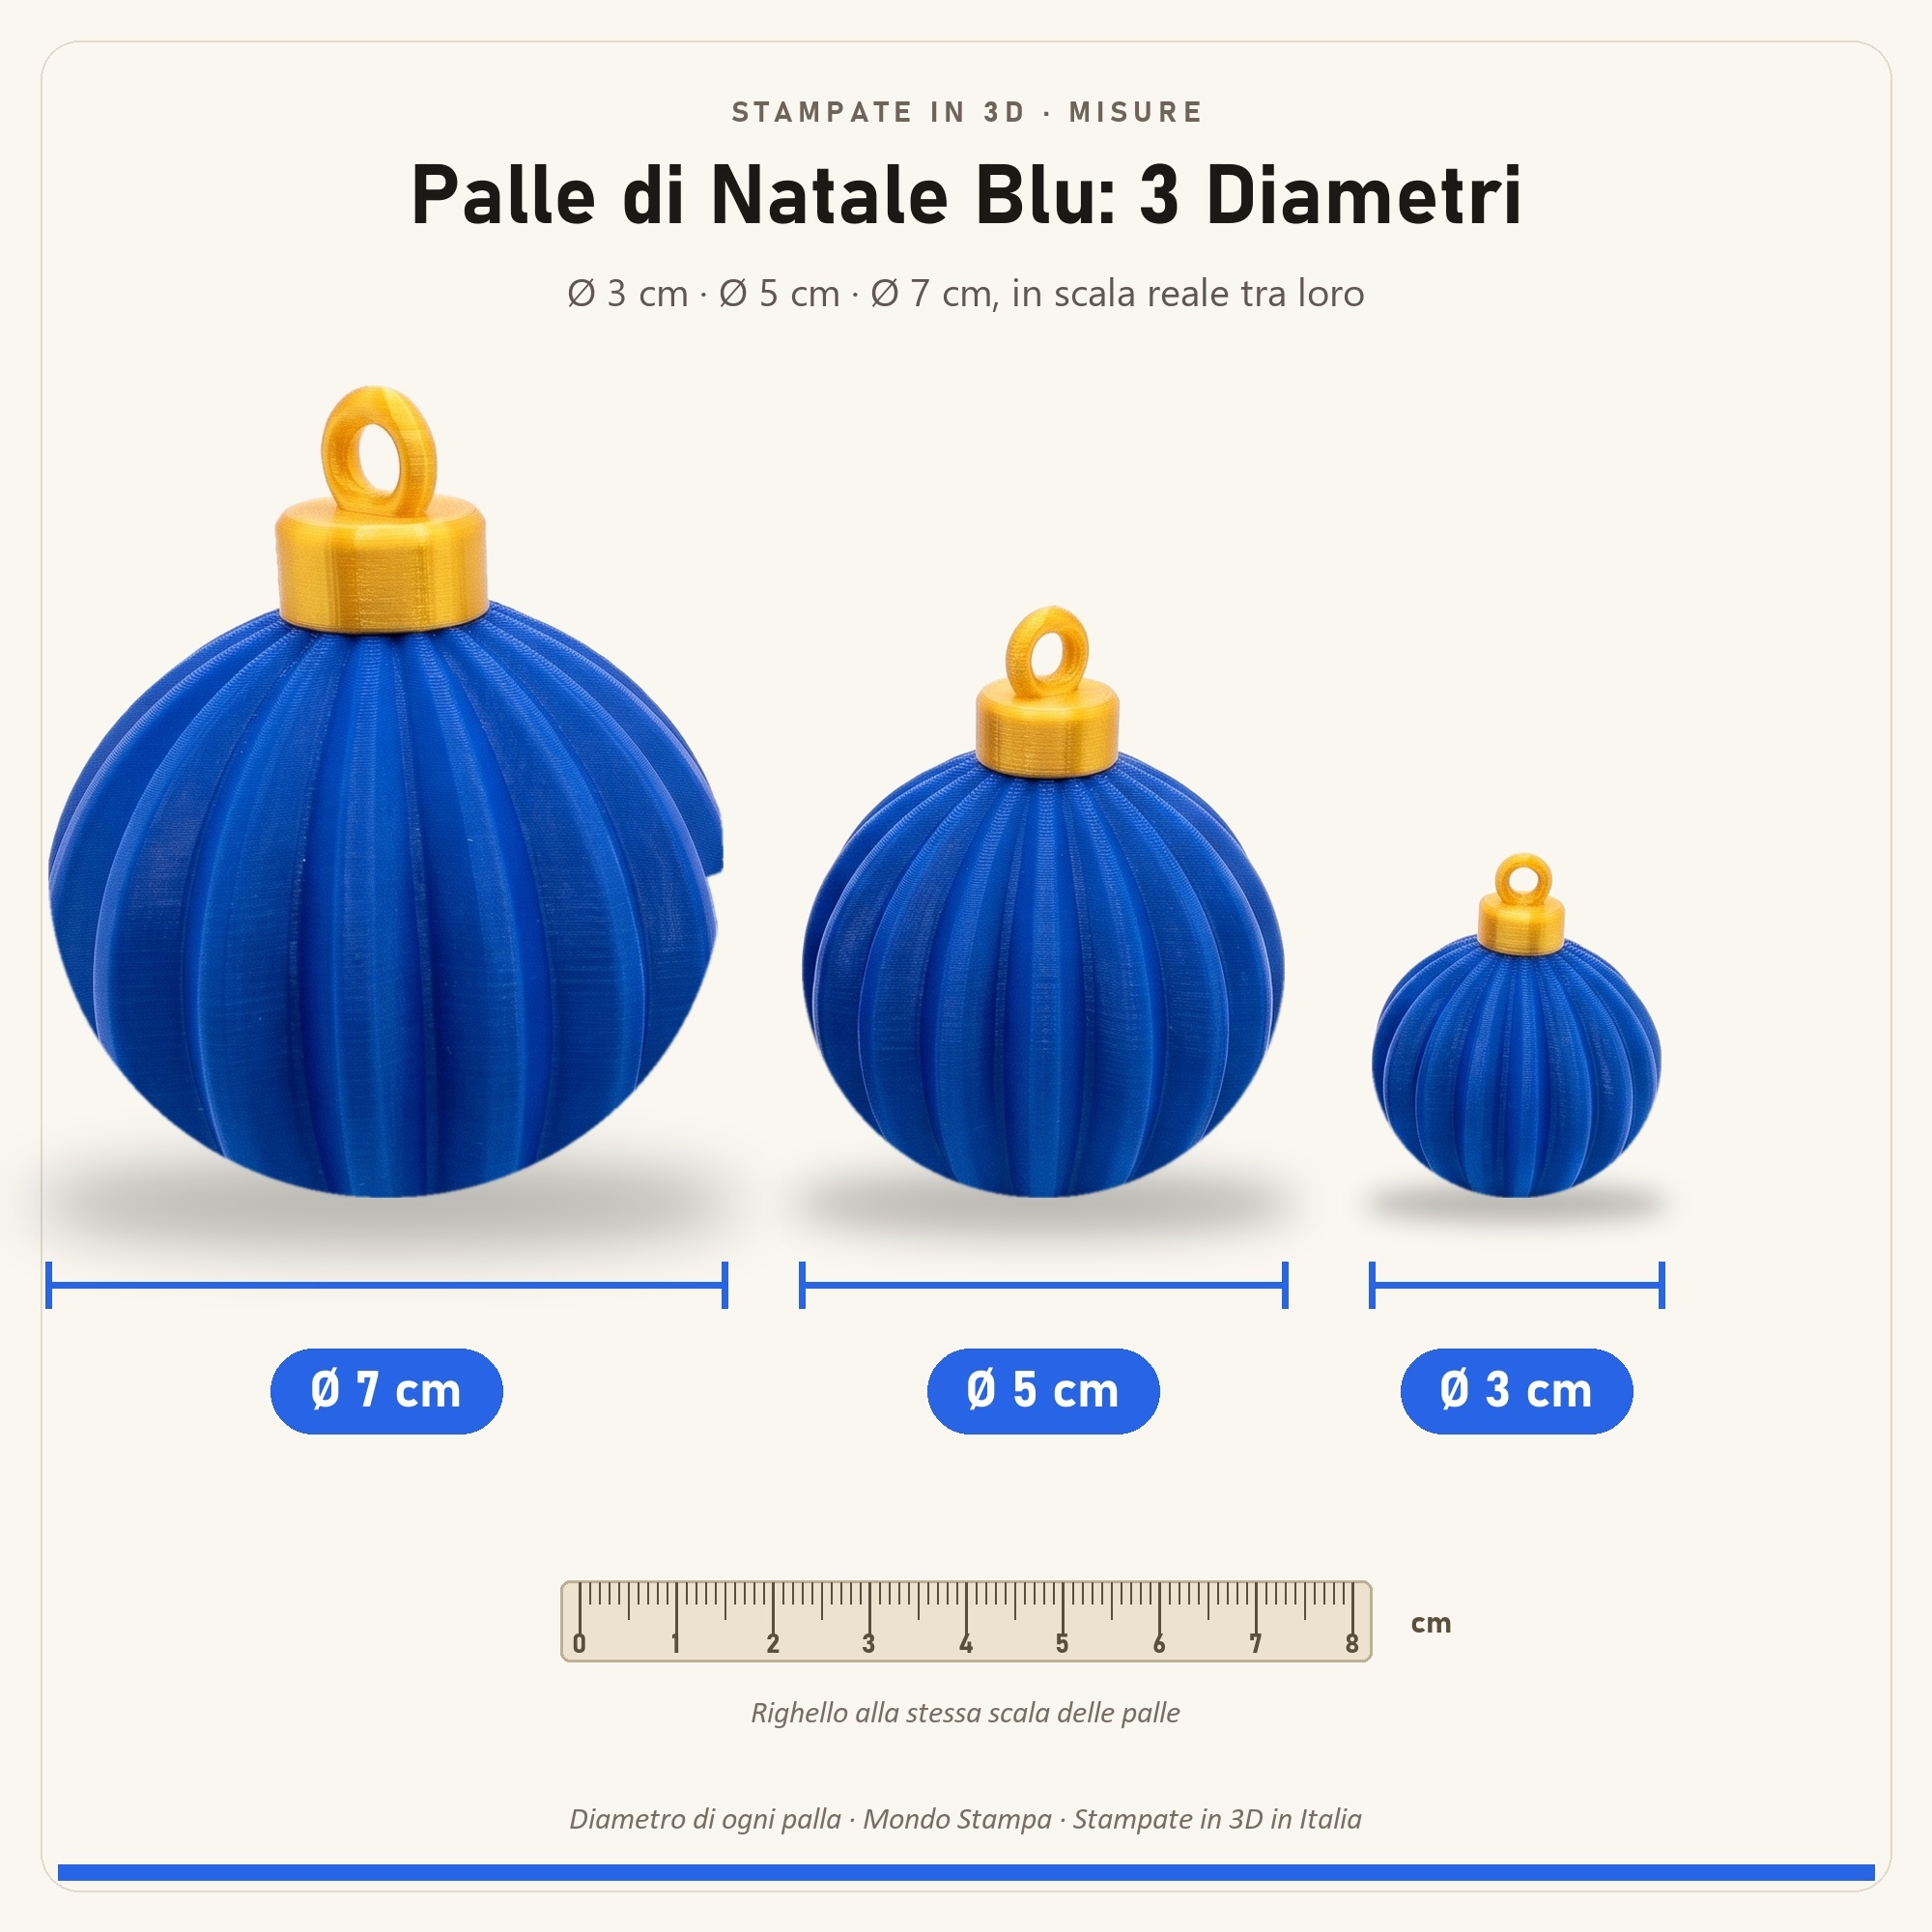 STAMPATE IN 3D · MISURE
Palle di Natale Blu: 3 Diametri
Ø 3 cm · Ø 5 cm · Ø 7 cm, in scala reale tra loro
Ø 7 cm
Ø 5 cm
Ø 3 cm
0 1 2 3 4 5 6 7 8
cm
Righello alla stessa scala delle palle
Diametro di ogni palla · Mondo Stampa · Stampate in 3D in Italia